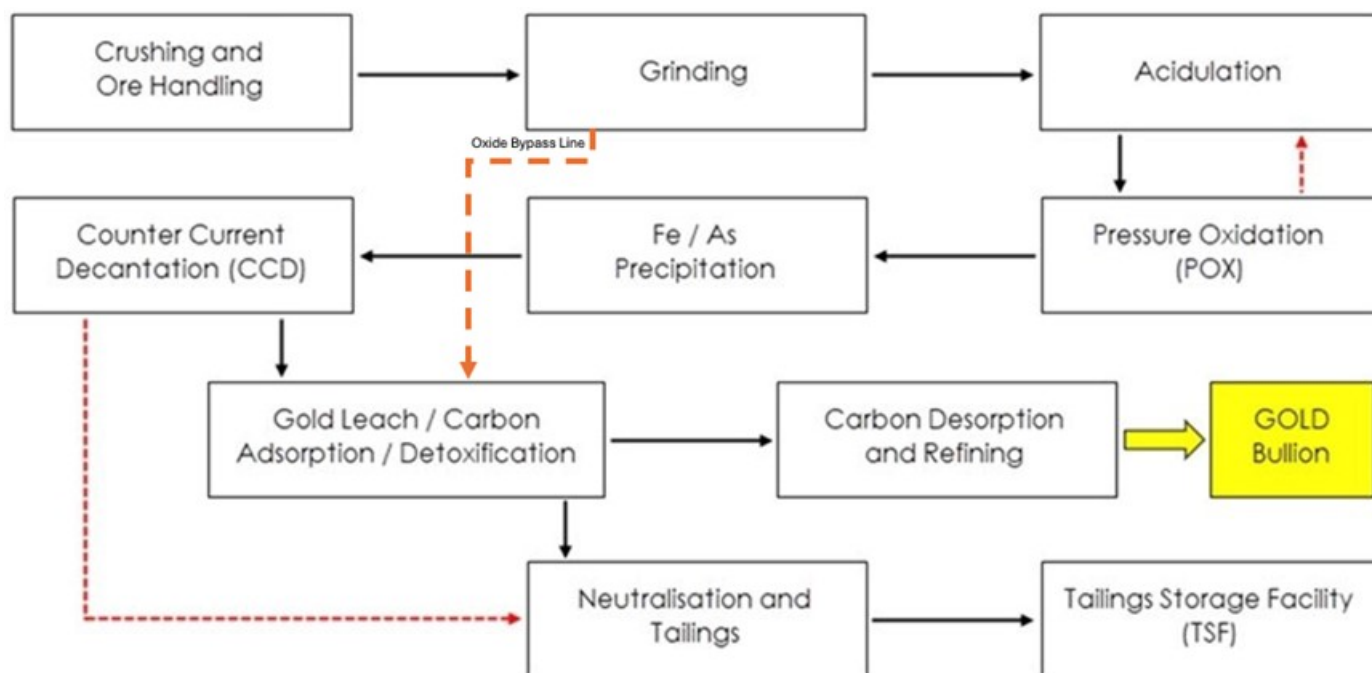 Crushing and
Ore Handling
Grinding
Acidulation
Oxide Bypass Line
Counter Current
Decantation (CCD)
Fe / As
Precipitation
Pressure Oxidation
(POX)
Gold Leach / Carbon
Adsorption / Detoxification
Carbon Desorption
and Refining
GOLD
Bullion
Neutralisation and
Tailings
Tailings Storage Facility
(TSF)